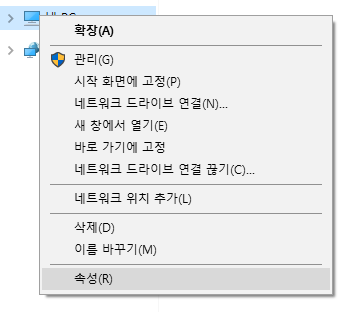 확장(A)
관리(G)
시작 화면에 고정(P)
네트워크 드라이브 연결(N)...
새 창에서 열기(E)
바로 가기에 고정
네트워크 드라이브 연결 끊기(C)...
네트워크 위치 추가(L)
삭제(D)
이름 바꾸기(M)
속성(R)